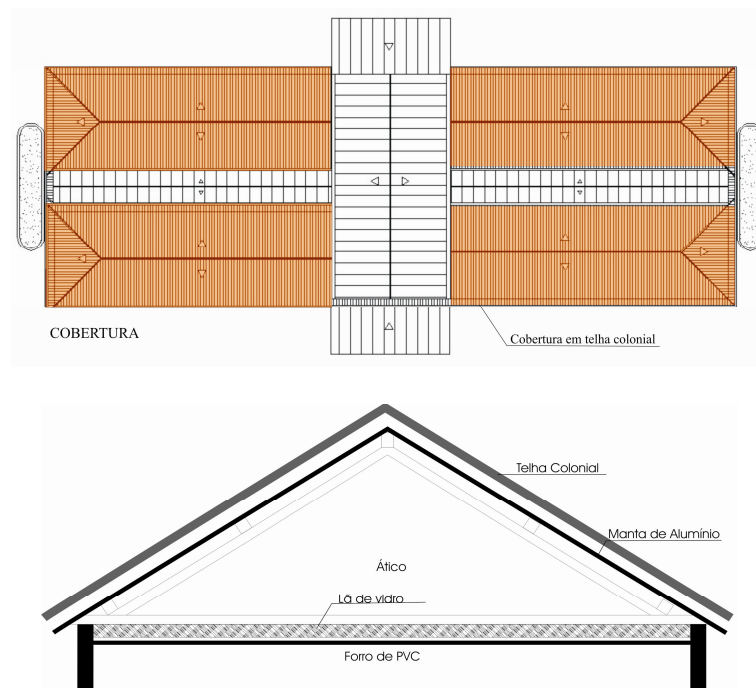 COBERTURA
Cobertura em telha colonial
Telha Colonial
Manta de Alumínio
Ático
Lã de vidro
Forro de PVC